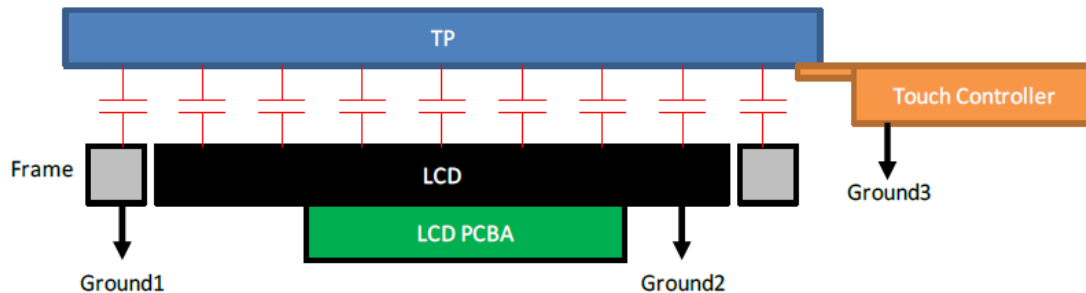 TP
Touch Controller
Frame
LCD
Ground3
LCD PCBA
Ground1
Ground2